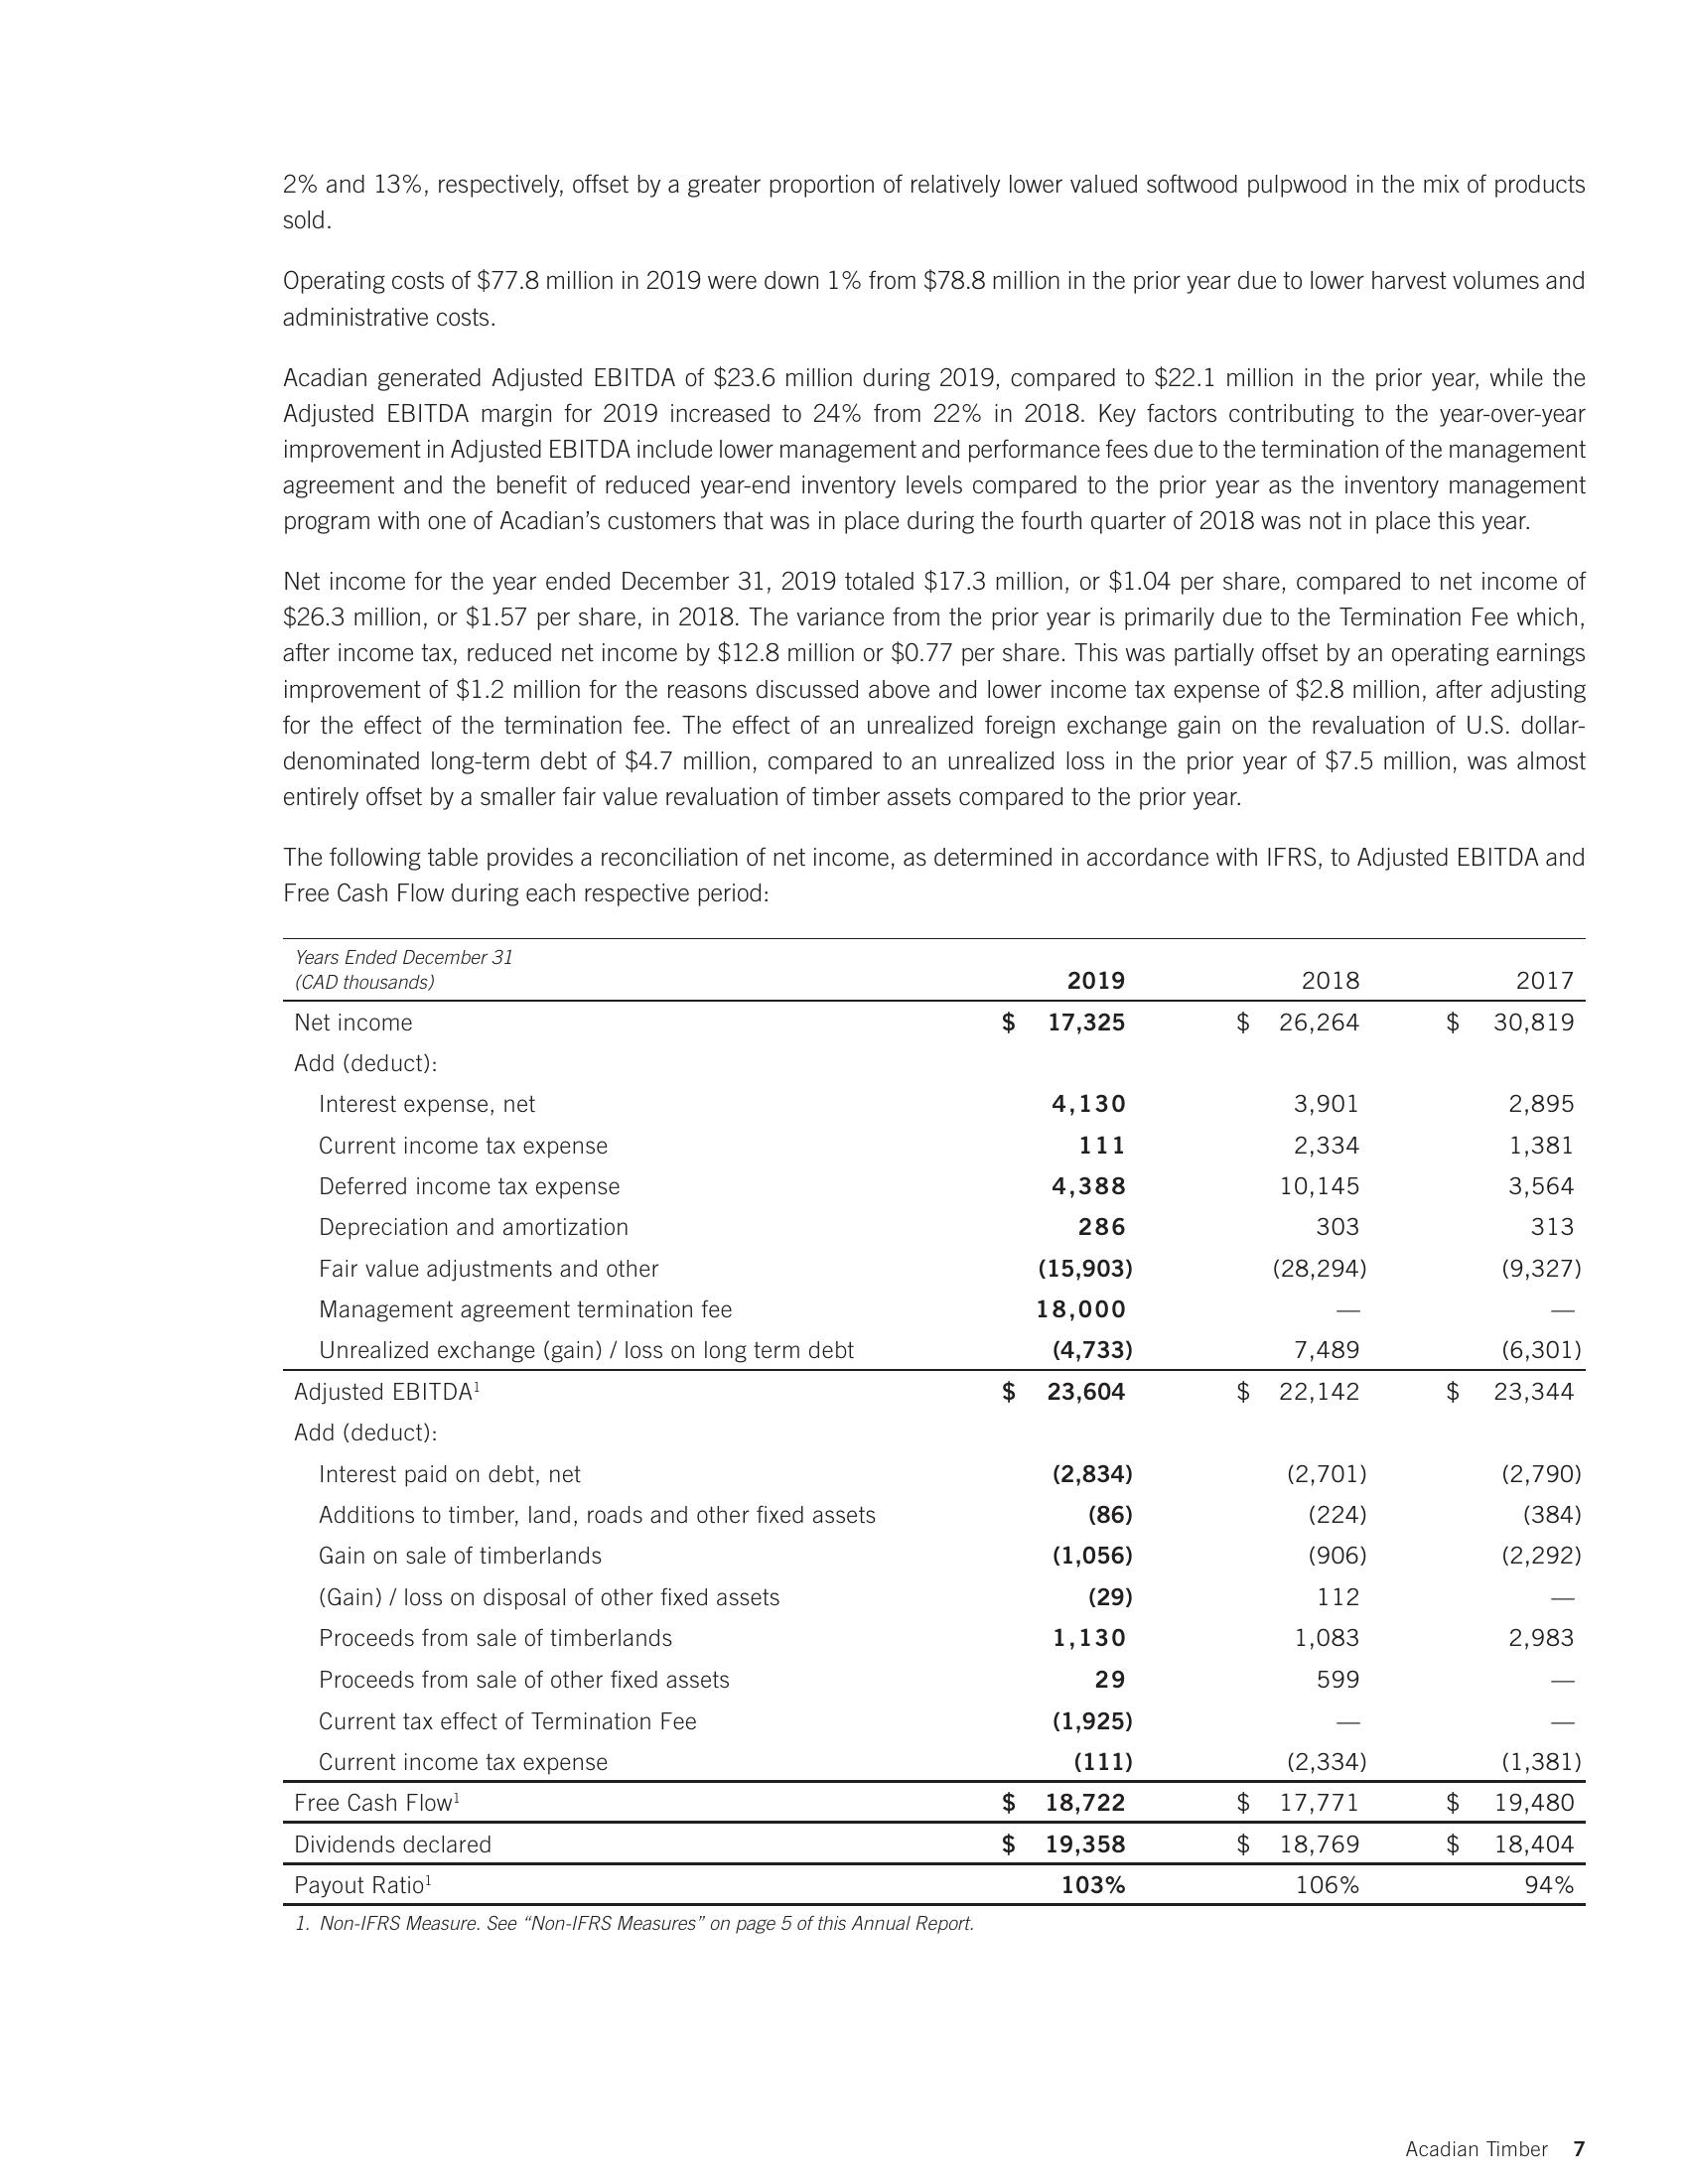 2% and 13%, respectively, offset by a greater proportion of relatively lower valued softwood pulpwood in the mix of products
sold.
Operating costs of $77.8 million in 2019 were down 1% from $78.8 million in the prior year due to lower harvest volumes and
administrative costs.
Acadian generated Adjusted EBITDA of $23.6 million during 2019, compared to $22.1 million in the prior year, while the
Adjusted EBITDA margin for 2019 increased to 24% from 22% in 2018. Key factors contributing to the year-over-year
improvement in Adjusted EBITDA include lower management and performance fees due to the termination of the management
agreement and the benefit of reduced year-end inventory levels compared to the prior year as the inventory management
program with one of Acadian’s customers that was in place during the fourth quarter of 2018 was not in place this year.
Net income for the year ended December 31, 2019 totaled $17.3 million, or $1.04 per share, compared to net income of
$26.3 million, or $1.57 per share, in 2018. The variance from the prior year is primarily due to the Termination Fee which,
after income tax, reduced net income by $12.8 million or $0.77 per share. This was partially offset by an operating earnings
improvement of $1.2 million for the reasons discussed above and lower income tax expense of $2.8 million, after adjusting
for the effect of the termination fee. The effect of an unrealized foreign exchange gain on the revaluation of U.S. dollar-
denominated long-term debt of $4.7 million, compared to an unrealized loss in the prior year of $7.5 million, was almost
entirely offset by a smaller fair value revaluation of timber assets compared to the prior year.
The following table provides a reconciliation of net income, as determined in accordance with IFRS, to Adjusted EBITDA and
Free Cash Flow during each respective period:
Years Ended December 31
(CAD thousands) 2019 2018 2017
Net income $ 17,325 $ 26,264 $ 30,819
Add (deduct):
Interest expense, net 4,130 3,901 2,895
Current income tax expense 111 2,334 1,381
Deferred income tax expense 4,388 10,145 3,564
Depreciation and amortization 286 303 313
Fair value adjustments and other (15,903) (28,294) (9,327)
Management agreement termination fee 18,000 — —
Unrealized exchange (gain) / loss on long term debt (4,733) 7,489 (6,301)
Adjusted EBITDA1 $ 23,604 $ 22,142 $ 23,344
Add (deduct):
Interest paid on debt, net (2,834) (2,701) (2,790)
Additions to timber, land, roads and other fixed assets (86) (224) (384)
Gain on sale of timberlands (1,056) (906) (2,292)
(Gain) / loss on disposal of other fixed assets (29) 112 —
Proceeds from sale of timberlands 1,130 1,083 2,983
Proceeds from sale of other fixed assets 29 599 —
Current tax effect of Termination Fee (1,925) — —
Current income tax expense (111) (2,334) (1,381)
Free Cash Flow1 $ 18,722 $ 17,771 $ 19,480
Dividends declared $ 19,358 $ 18,769 $ 18,404
Payout Ratio1 103% 106% 94%
1. Non-IFRS Measure. See “Non-IFRS Measures” on page 5 of this Annual Report.
Acadian Timber 7